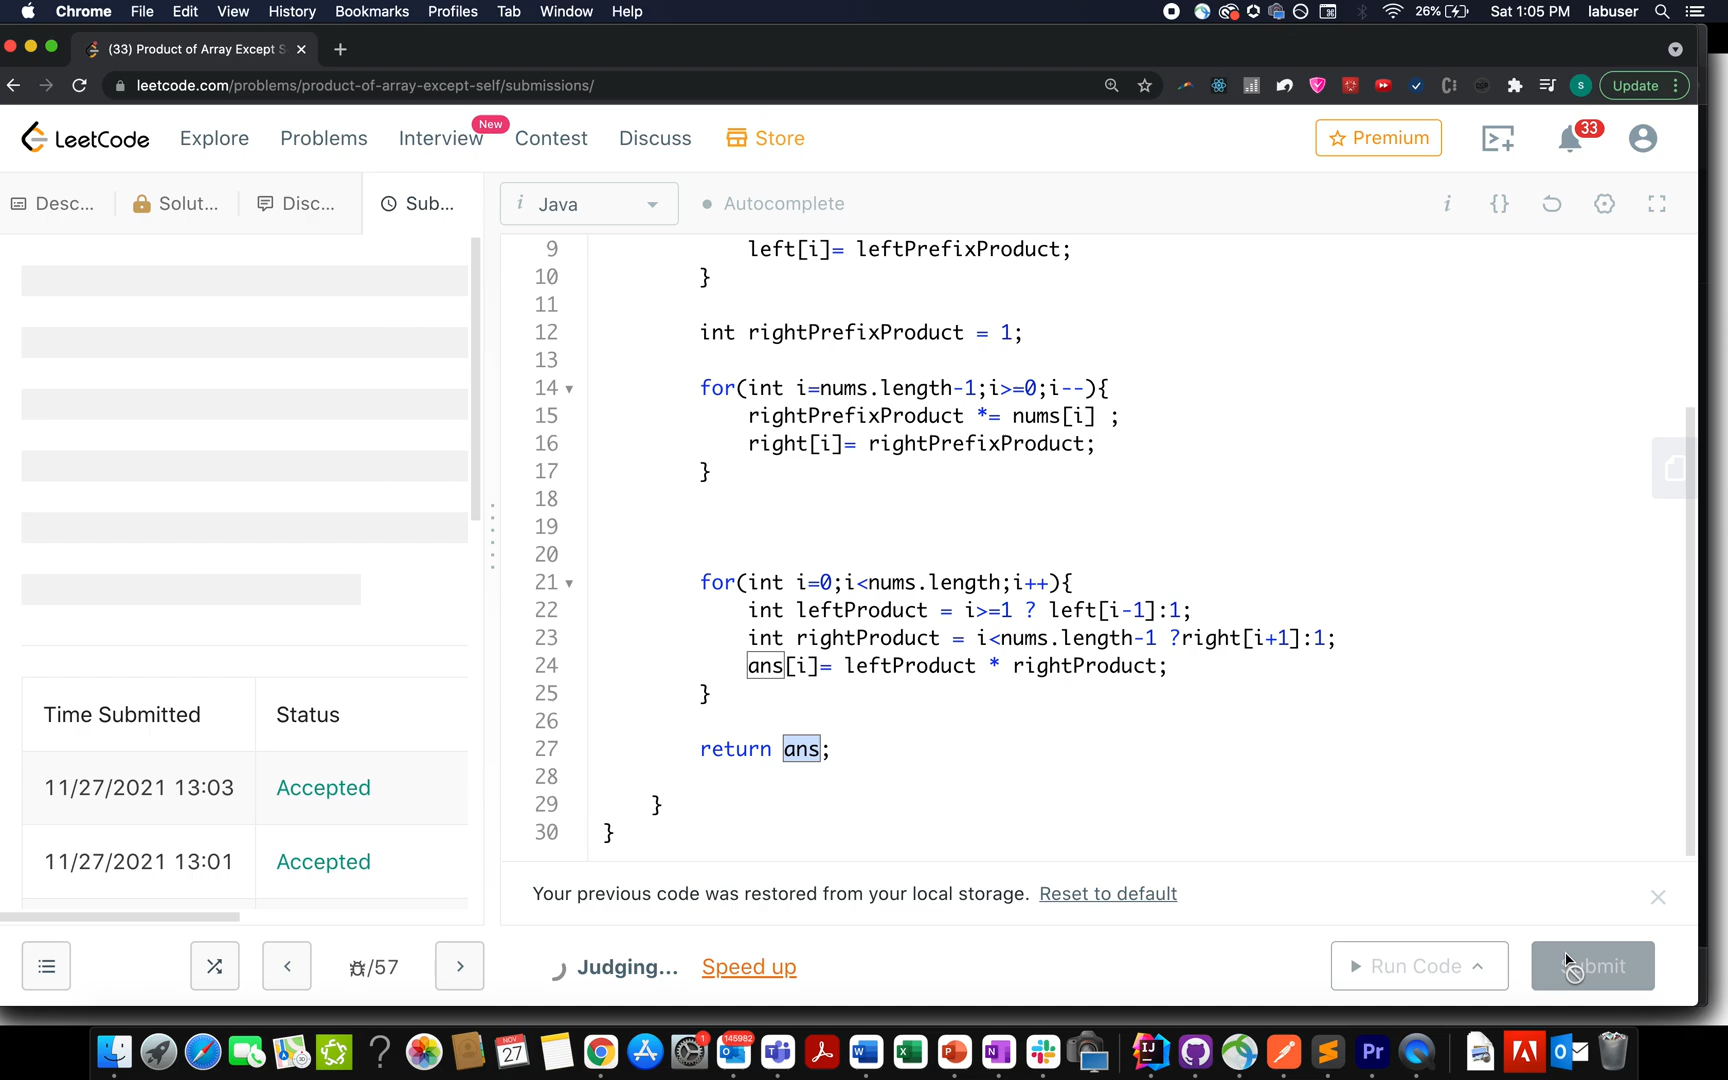 Chrome File Edit View History Bookmarks Profiles Tab Window Help 26% Sat 1:05 PM labuser
(33) Product of Array Except S
leetcode.com/problems/product-of-array-except-self/submissions/ S Update
LeetCode Explore Problems Interview New Contest Discuss Store Premium 33
Desc... Solut... Disc... Sub... i Java Autocomplete i {}
9 left[i]= leftPrefixProduct;
10 }
11
12 int rightPrefixProduct = 1;
13
14 for(int i=nums.length-1;i>=0;i--){
15 rightPrefixProduct *= nums[i] ;
16 right[i]= rightPrefixProduct;
17 }
18
19
20
21 for(int i=0;i<nums.length;i++){
22 int leftProduct = i>=1 ? left[i-1]:1;
23 int rightProduct = i<nums.length-1 ?right[i+1]:1;
24 ans[i]= leftProduct * rightProduct;
25 }
26
27 return ans;
28
29 }
30 }
Time Submitted Status
11/27/2021 13:03 Accepted
11/27/2021 13:01 Accepted
Your previous code was restored from your local storage. Reset to default
/57 Judging... Speed up Run Code Submit
NOV 27 145982 1